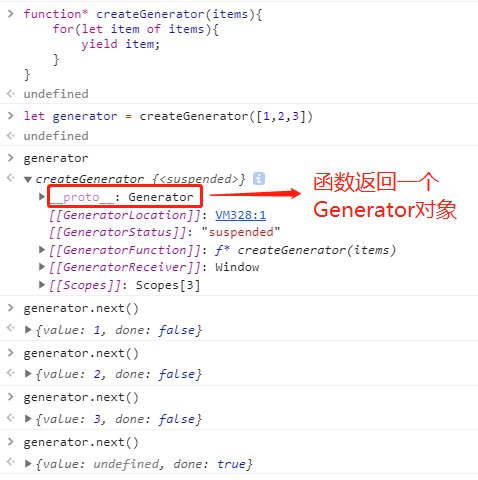 function* createGenerator(items){
for(let item of items){
yield item;
}
}
undefined
let generator = createGenerator([1,2,3])
undefined
generator
createGenerator {<suspended>} i
__proto__: Generator
函数返回一个
Generator对象
[[GeneratorLocation]]: VM328:1
[[GeneratorStatus]]: "suspended"
[[GeneratorFunction]]: ƒ* createGenerator(items)
[[GeneratorReceiver]]: Window
[[Scopes]]: Scopes[3]
generator.next()
{value: 1, done: false}
generator.next()
{value: 2, done: false}
generator.next()
{value: 3, done: false}
generator.next()
{value: undefined, done: true}